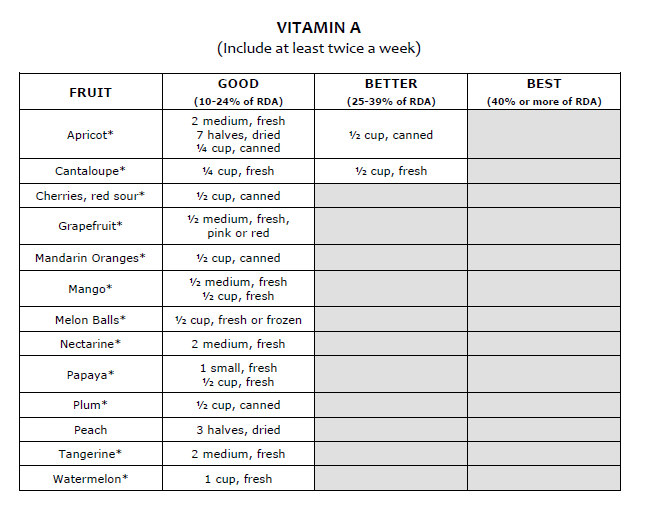 VITAMIN A
(Include at least twice a week)
FRUIT
GOOD
(10-24% of RDA)
BETTER
(25-39% of RDA)
BEST
(40% or more of RDA)
Apricot*
2 medium, fresh
7 halves, dried
¼ cup, canned
½ cup, canned
Cantaloupe*
¼ cup, fresh
½ cup, fresh
Cherries, red sour*
½ cup, canned
Grapefruit*
½ medium, fresh,
pink or red
Mandarin Oranges*
½ cup, canned
Mango*
½ medium, fresh
½ cup, fresh
Melon Balls*
½ cup, fresh or frozen
Nectarine*
2 medium, fresh
Papaya*
1 small, fresh
½ cup, fresh
Plum*
½ cup, canned
Peach
3 halves, dried
Tangerine*
2 medium, fresh
Watermelon*
1 cup, fresh